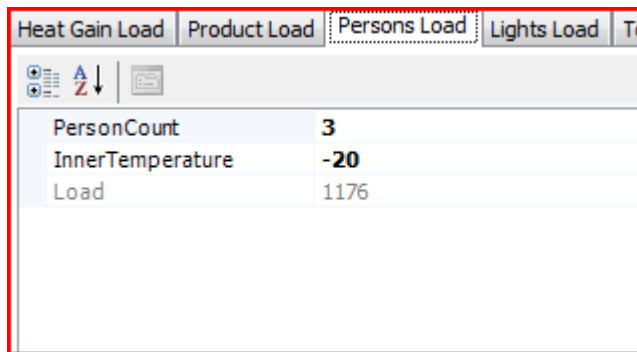 Heat Gain Load Product Load Persons Load Lights Load
A
Z
PersonCount 3
InnerTemperature -20
Load 1176